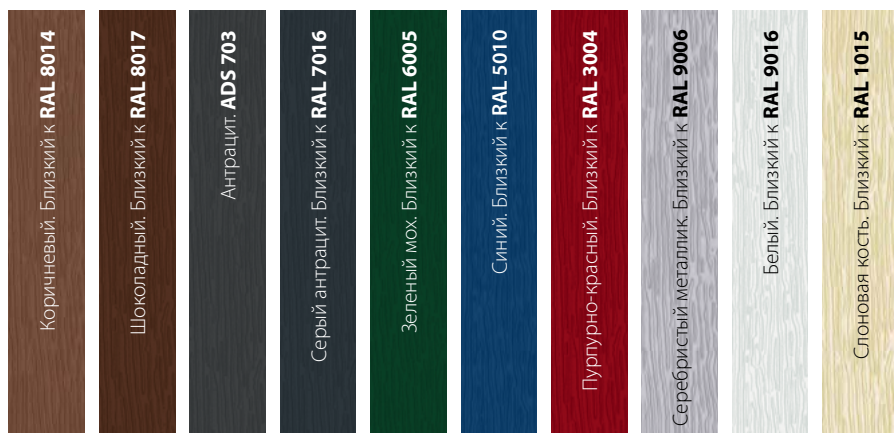 Коричневый. Близкий к RAL 8014
Шоколадный. Близкий к RAL 8017
Антрацит. ADS 703
Серый антрацит. Близкий к RAL 7016
Зеленый мох. Близкий к RAL 6005
Синий. Близкий к RAL 5010
Пурпурно-красный. Близкий к RAL 3004
Серебристый металлик. Близкий к RAL 9006
Белый. Близкий к RAL 9016
Слоновая кость. Близкий к RAL 1015